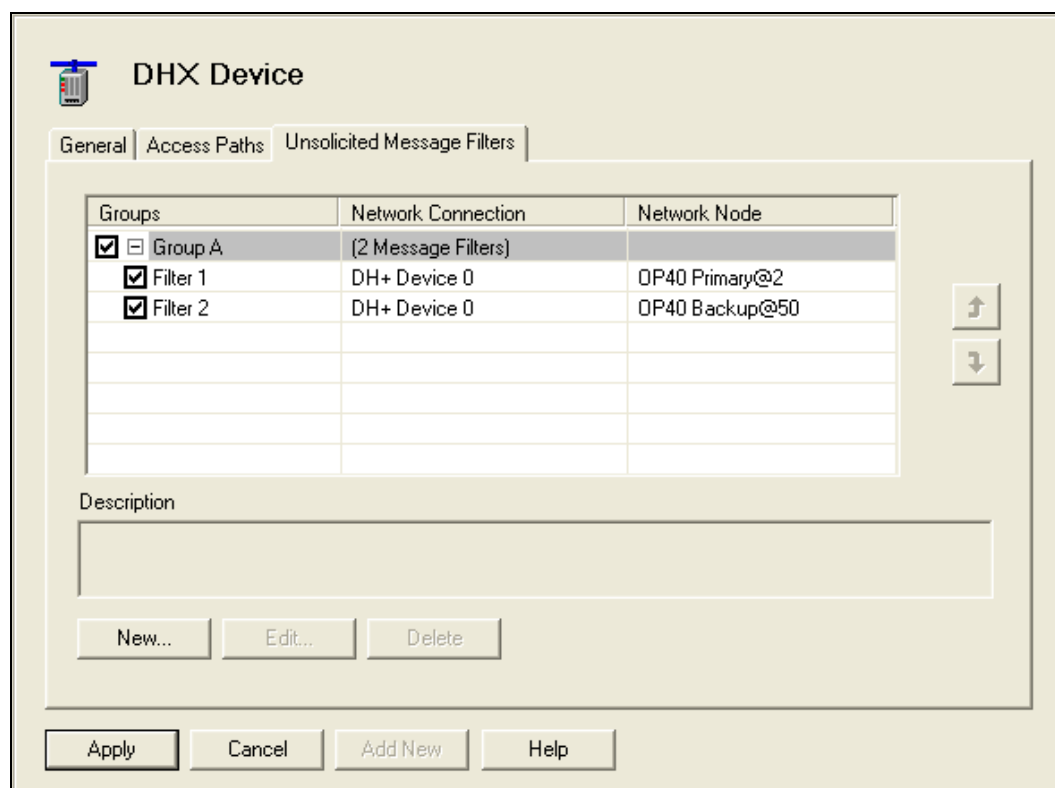 DHX Device
General Access Paths Unsolicited Message Filters
Groups Network Connection Network Node
Group A (2 Message Filters)
Filter 1 DH+ Device 0 OP40 Primary@2
Filter 2 DH+ Device 0 OP40 Backup@50
Description
New... Edit... Delete
Apply Cancel Add New Help